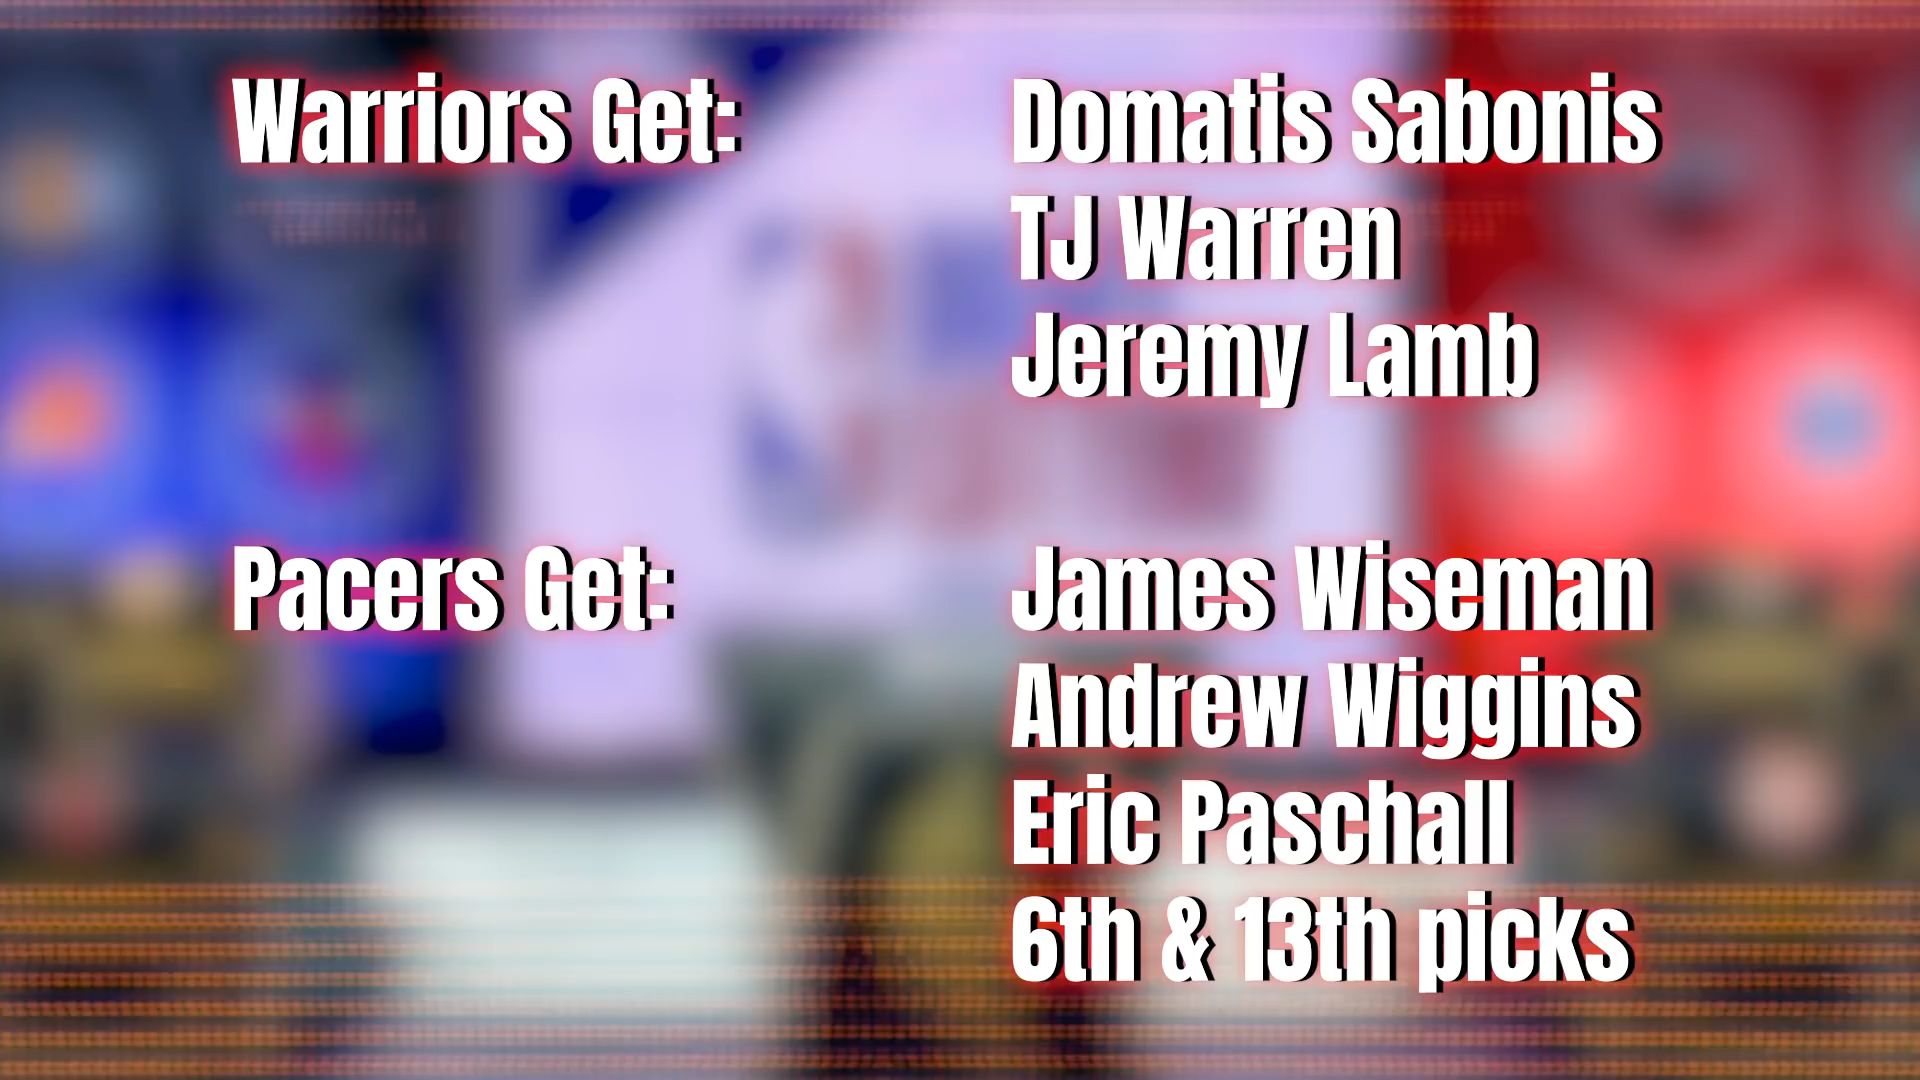 Warriors Get:
Domatis Sabonis
TJ Warren
Jeremy Lamb
Pacers Get:
James Wiseman
Andrew Wiggins
Eric Paschall
6th & 13th picks